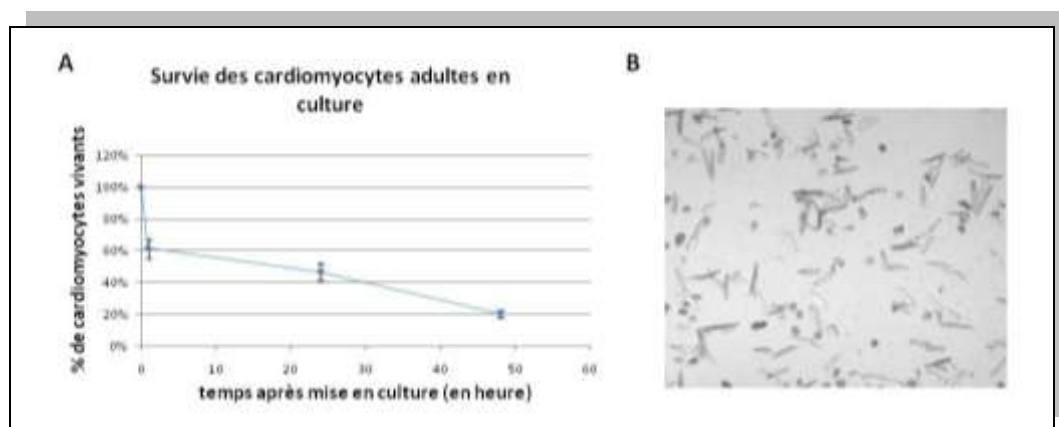 A
Survie des cardiomyocytes adultes en
culture
% de cardiomyocytes vivants
120%
100%
80%
60%
40%
20%
0%
0 10 20 30 40 50 60
temps après mise en culture (en heure)
B